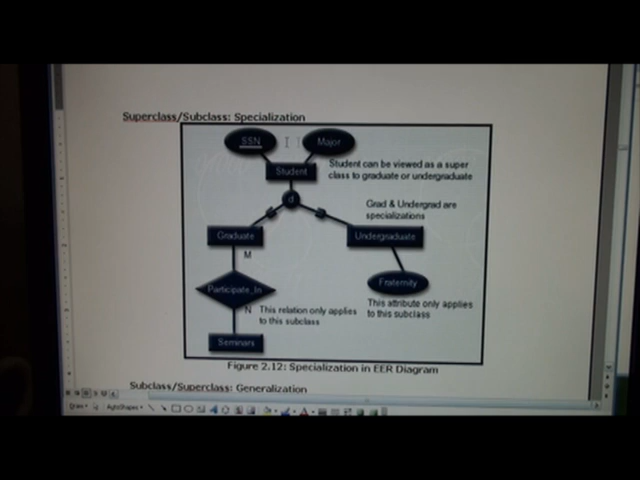 Superclass/Subclass: Specialization
SSN
Major
Student
Student can be viewed as a super
class to graduate or undergraduate
d
Grad & Undergrad are
specializations
Graduate
Undergraduate
M
Fraternity
Participate_In
This attribute only applies
to this subclass
N
This relation only applies
to this subclass
Seminars
Figure 2.12: Specialization in EER Diagram
Subclass/Superclass: Generalization
Draw
AutoShapes